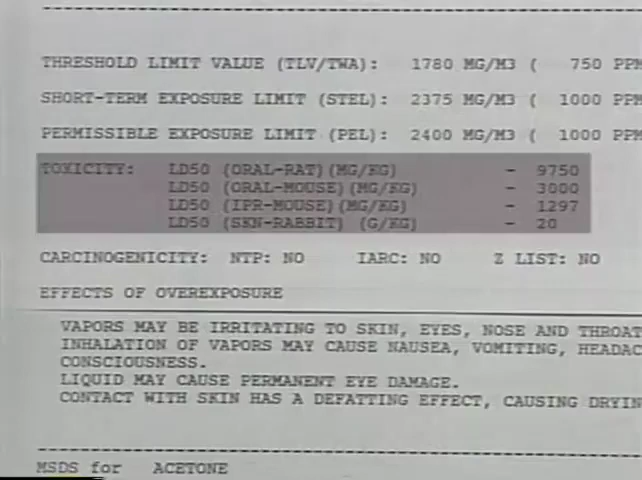 THRESHOLD LIMIT VALUE (TLV/TWA): 1780 MG/M3 ( 750 PPM
SHORT-TERM EXPOSURE LIMIT (STEL): 2375 MG/M3 ( 1000 PPM
PERMISSIBLE EXPOSURE LIMIT (PEL): 2400 MG/M3 ( 1000 PPM
TOXICITY: LD50 (ORAL-RAT)(MG/KG) - 9750
LD50 (ORAL-MOUSE)(MG/KG) - 3000
LD50 (IPR-MOUSE)(MG/KG) - 1297
LD50 (SKN-RABBIT) (G/KG) - 20
CARCINOGENICITY: NTP: NO IARC: NO Z LIST: NO
EFFECTS OF OVEREXPOSURE
VAPORS MAY BE IRRITATING TO SKIN, EYES, NOSE AND THROAT
INHALATION OF VAPORS MAY CAUSE NAUSEA, VOMITING, HEADAC
CONSCIOUSNESS.
LIQUID MAY CAUSE PERMANENT EYE DAMAGE.
CONTACT WITH SKIN HAS A DEFATTING EFFECT, CAUSING DRYIN
MSDS for ACETONE